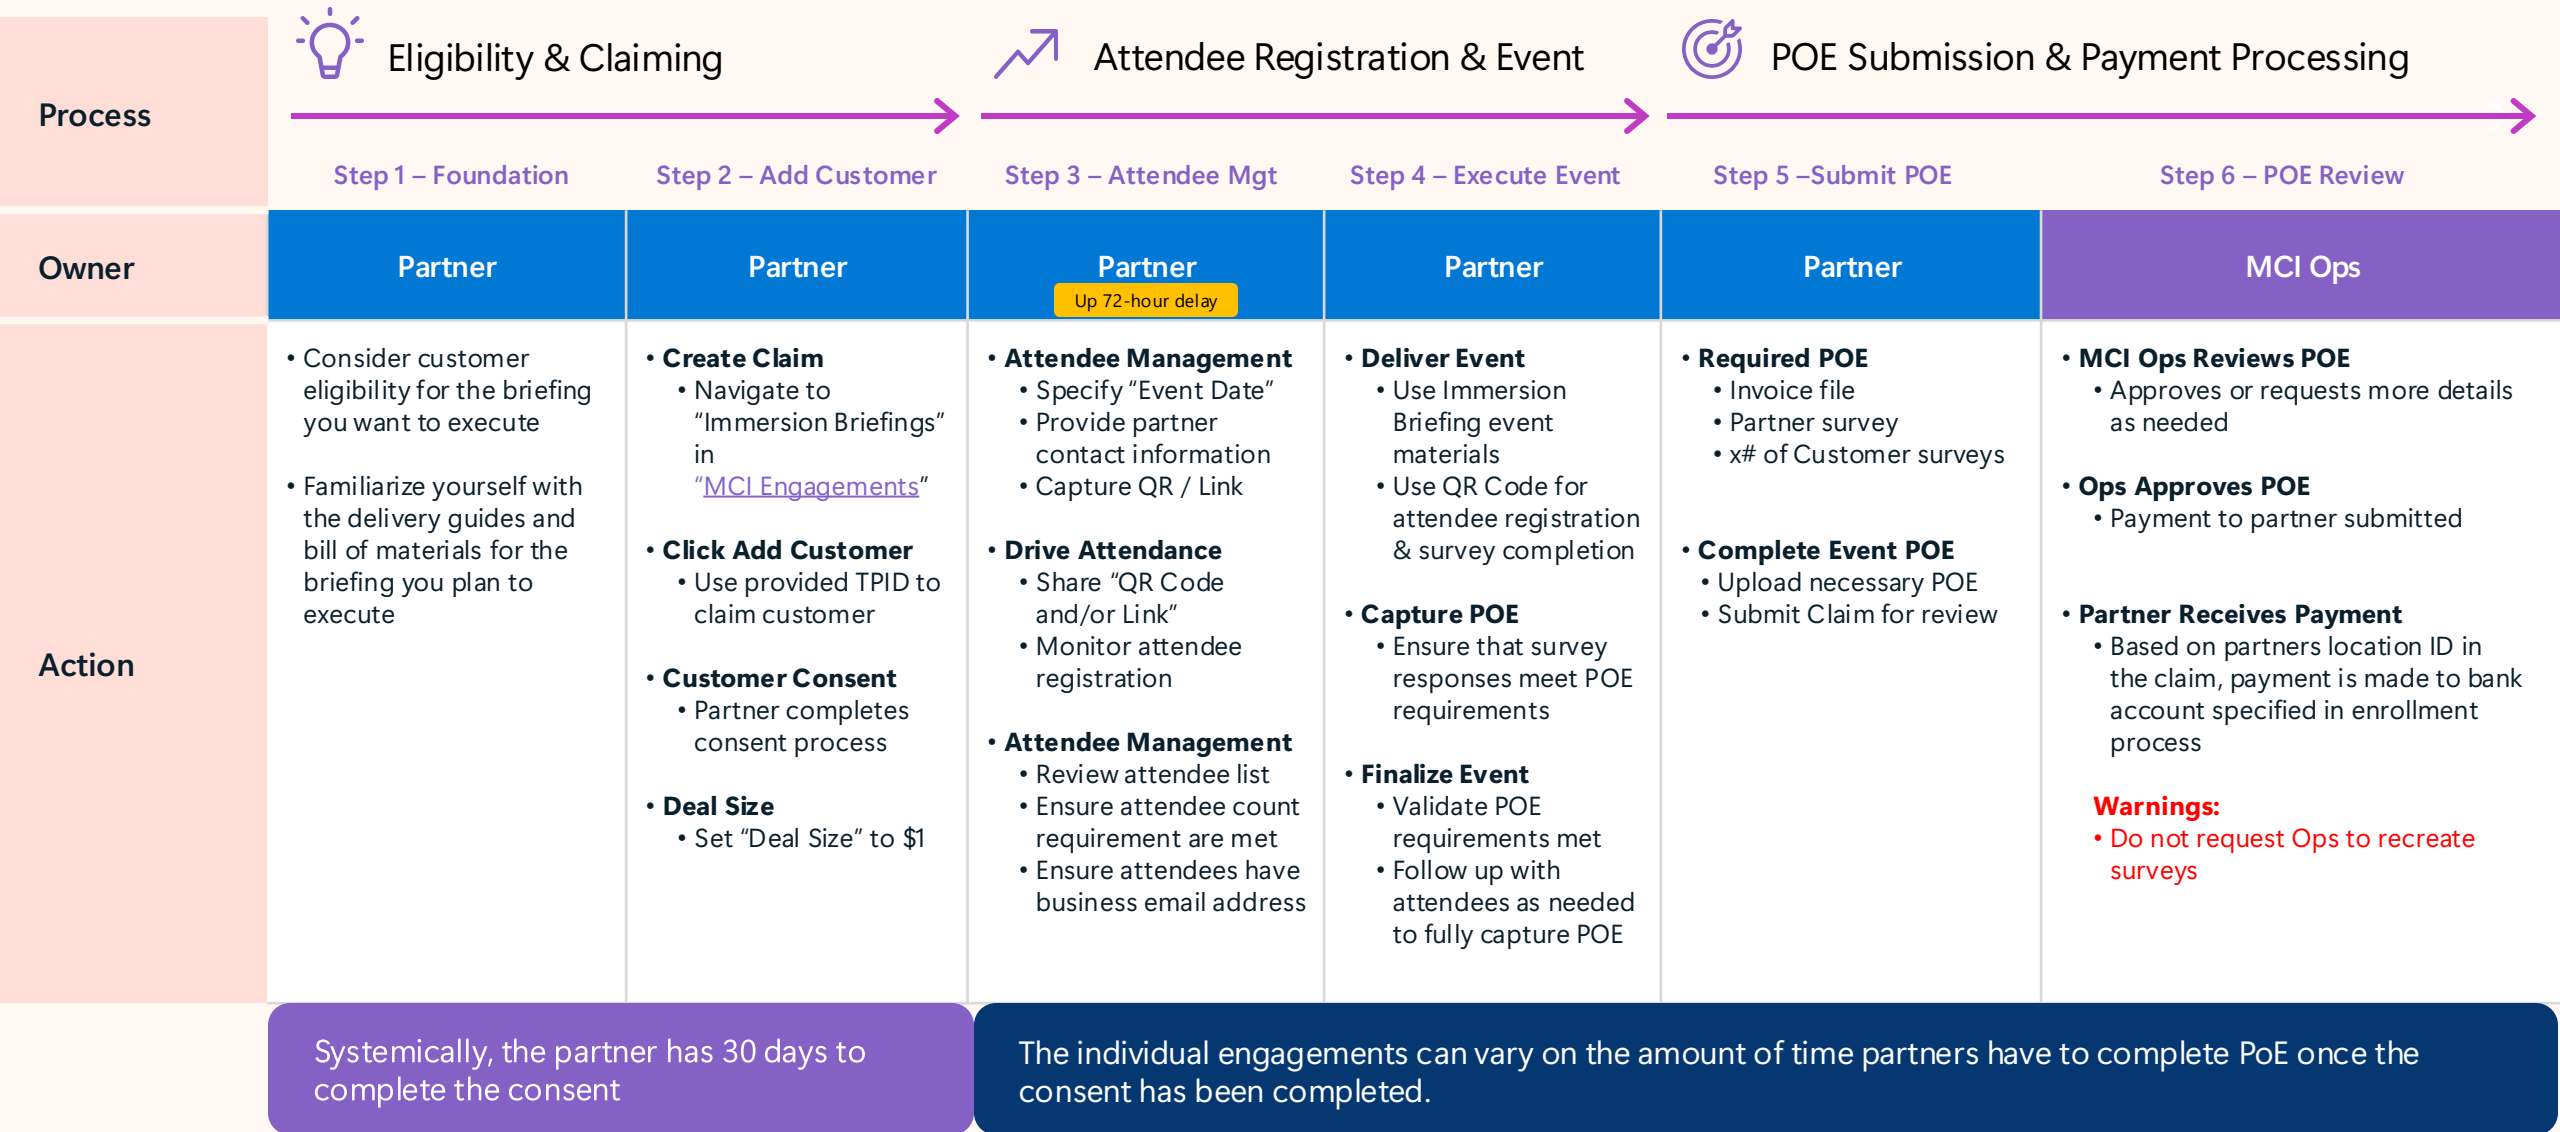 Process
Eligibility & Claiming
Attendee Registration & Event
POE Submission & Payment Processing
Step 1 – Foundation
Step 2 – Add Customer
Step 3 – Attendee Mgt
Step 4 – Execute Event
Step 5 –Submit POE
Step 6 – POE Review
Owner
Partner
Partner
Partner
Up 72-hour delay
Partner
Partner
MCI Ops
Action
• Consider customer
eligibility for the briefing
you want to execute
• Familiarize yourself with
the delivery guides and
bill of materials for the
briefing you plan to
execute
• Create Claim
• Navigate to
“Immersion Briefings”
in
“MCI Engagements”
• Click Add Customer
• Use provided TPID to
claim customer
• Customer Consent
• Partner completes
consent process
• Deal Size
• Set “Deal Size” to $1
• Attendee Management
• Specify “Event Date”
• Provide partner
contact information
• Capture QR / Link
• Drive Attendance
• Share “QR Code
and/or Link”
• Monitor attendee
registration
• Attendee Management
• Review attendee list
• Ensure attendee count
requirement are met
• Ensure attendees have
business email address
• Deliver Event
• Use Immersion
Briefing event
materials
• Use QR Code for
attendee registration
& survey completion
• Capture POE
• Ensure that survey
responses meet POE
requirements
• Finalize Event
• Validate POE
requirements met
• Follow up with
attendees as needed
to fully capture POE
• Required POE
• Invoice file
• Partner survey
• x# of Customer surveys
• Complete Event POE
• Upload necessary POE
• Submit Claim for review
• MCI Ops Reviews POE
• Approves or requests more details
as needed
• Ops Approves POE
• Payment to partner submitted
• Partner Receives Payment
• Based on partners location ID in
the claim, payment is made to bank
account specified in enrollment
process
Warnings:
• Do not request Ops to recreate
surveys
Systemically, the partner has 30 days to
complete the consent
The individual engagements can vary on the amount of time partners have to complete PoE once the
consent has been completed.